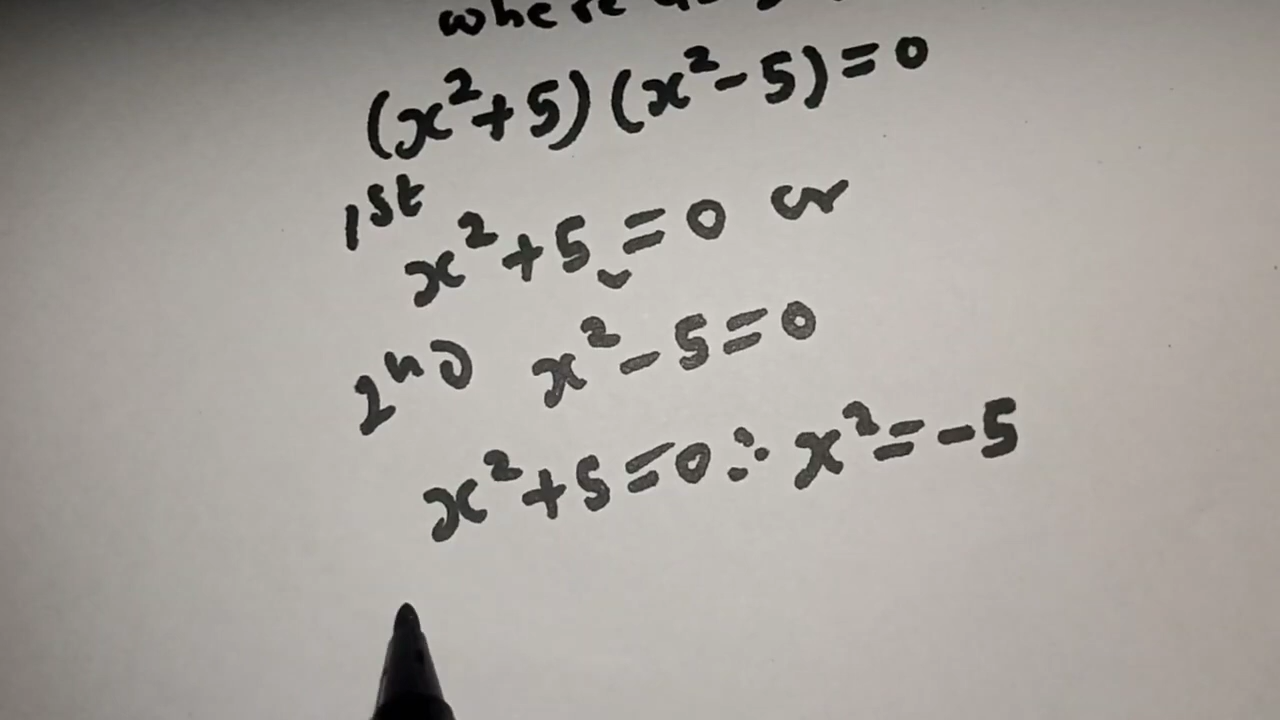 where
(x²+5)(x²-5)=0
1st
x²+5=0 or
2nd x²-5=0
x²+5=0 ∴ x²=-5